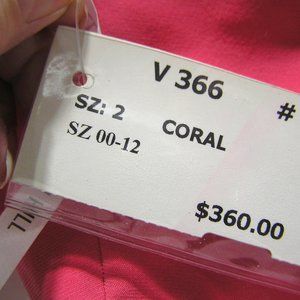 V 366 #
SZ: 2
CORAL
SZ 00-12
$360.00